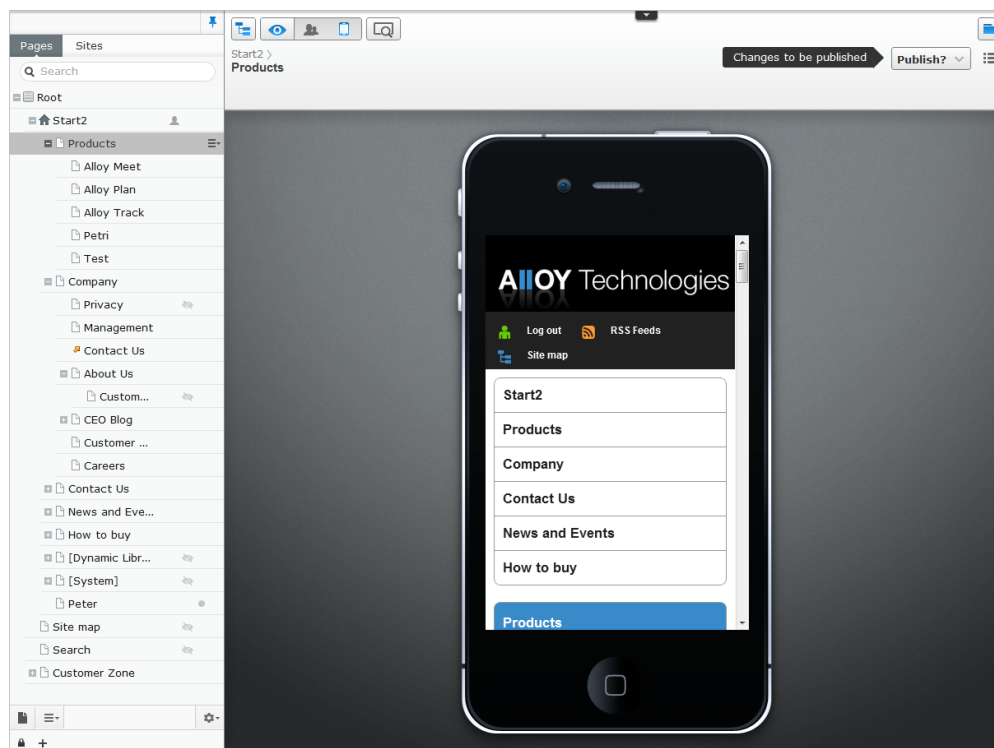 Pages Sites
Search
Root
Start2
Products
Alloy Meet
Alloy Plan
Alloy Track
Petri
Test
Company
Privacy
Management
Contact Us
About Us
Custom...
CEO Blog
Customer ...
Careers
Contact Us
News and Eve...
How to buy
[Dynamic Libr...
[System]
Peter
Site map
Search
Customer Zone
Start2 〉
Products
Changes to be published
Publish?
AllOY Technologies
Log out RSS Feeds
Site map
Start2
Products
Company
Contact Us
News and Events
How to buy
Products